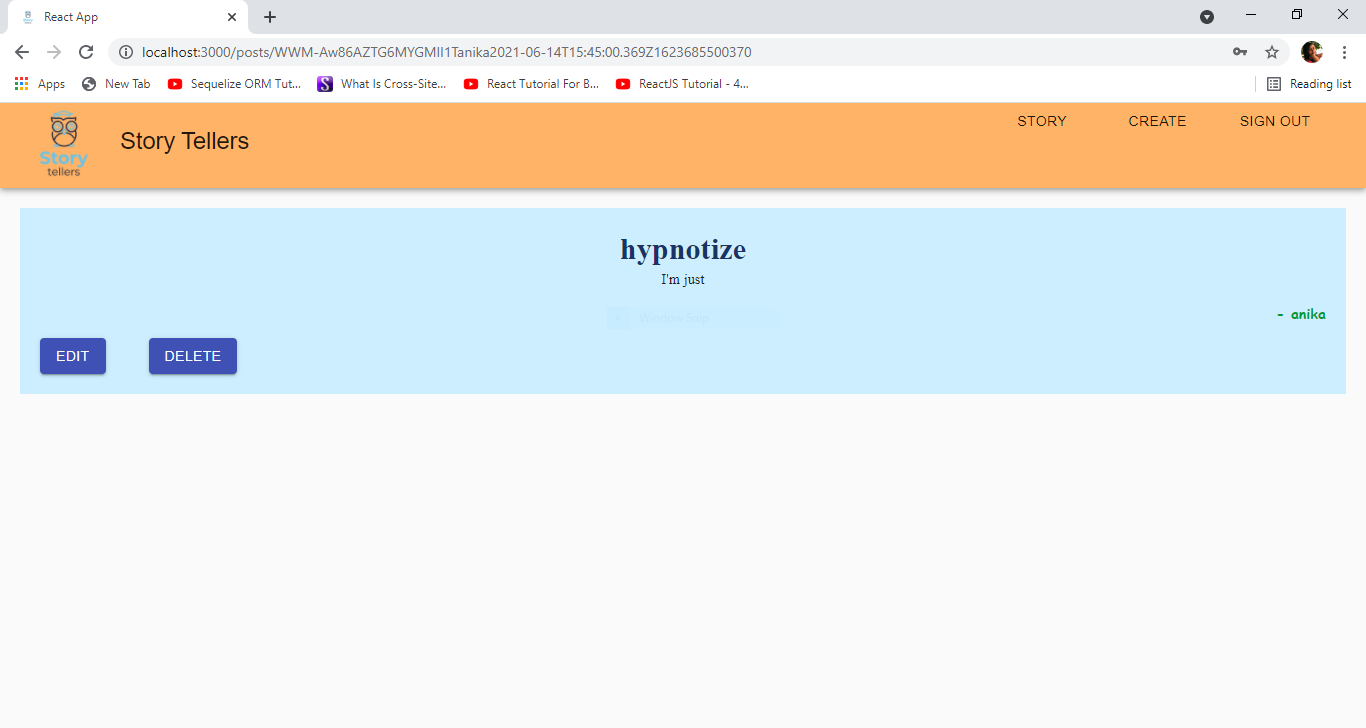 React App
localhost:3000/posts/WWM-Aw86AZTG6MYGMII1Tanika2021-06-14T15:45:00.369Z1623685500370
Apps New Tab Sequelize ORM Tut... What Is Cross-Site... React Tutorial For B... ReactJS Tutorial - 4... Reading list
Story
tellers
Story Tellers
STORY CREATE SIGN OUT
hypnotize
I'm just
Window Snip
- anika
EDIT DELETE